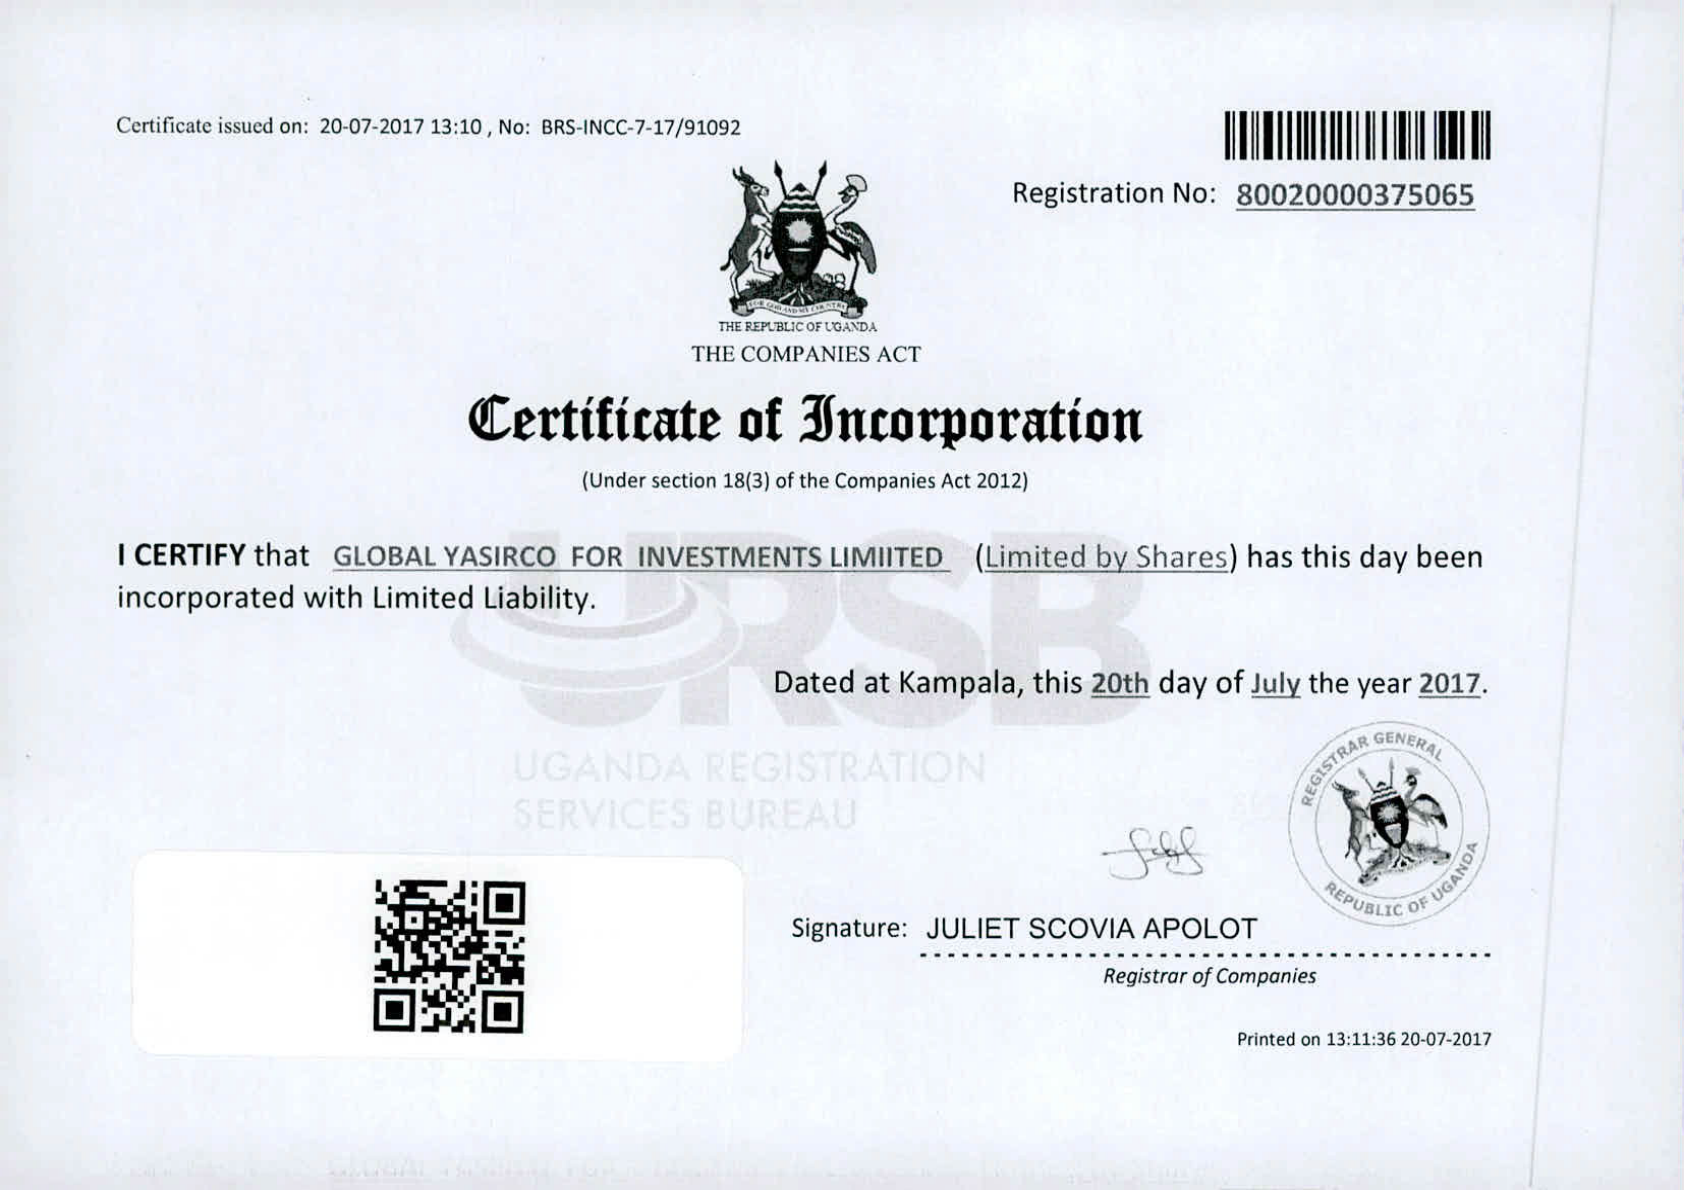 Certificate issued on: 20-07-2017 13:10 , No: BRS-INCC-7-17/91092
Registration No: 80020000375065
FOR GOD AND MY COUNTRY
THE REPUBLIC OF UGANDA
THE COMPANIES ACT
Certificate of Incorporation
(Under section 18(3) of the Companies Act 2012)
I CERTIFY that GLOBAL YASIRCO FOR INVESTMENTS LIMIITED (Limited by Shares) has this day been
incorporated with Limited Liability.
URSB
Dated at Kampala, this 20th day of July the year 2017.
UGANDA REGISTRATION
SERVICES BUREAU
REGISTRAR GENERAL
REPUBLIC OF UGANDA
Signature: JULIET SCOVIA APOLOT
Registrar of Companies
Printed on 13:11:36 20-07-2017